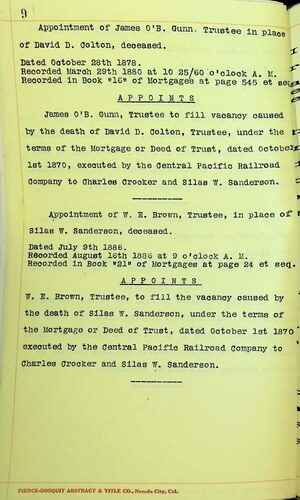 9
Appointment of James O'B. Gunn, Trustee in place
of David D. Colton, deceased.
Dated October 28th 1878.
Recorded March 29th 1880 at 10 25/60 o'clock A. M.
Recorded in Book "16" of Mortgages at page 545 et seq.
A P P O I N T S
James O'B. Gunn, Trustee to fill vacancy caused
by the death of David D. Colton, Trustee, under the
terms of the Mortgage or Deed of Trust, dated October
1st 1870, executed by the Central Pacific Railroad
Company to Charles Crocker and Silas W. Sanderson.
-----------
Appointment of W. E. Brown, Trustee, in place of
Silas W. Sanderson, deceased.
Dated July 9th 1886.
Recorded August 16th 1886 at 9 o'clock A. M.
Recorded in Book "21" of Mortgages at page 24 et seq.
A P P O I N T S
W. E. Brown, Trustee, to fill the vacancy caused by
the death of Silas W. Sanderson, under the terms of
the Mortgage or Deed of Trust, dated October 1st 1870
executed by the Central Pacific Railroad Company to
Charles Crocker and Silas W. Sanderson.
-----------
PIERCE-BOSQUIT ABSTRACT & TITLE CO., Nevada City, Cal.